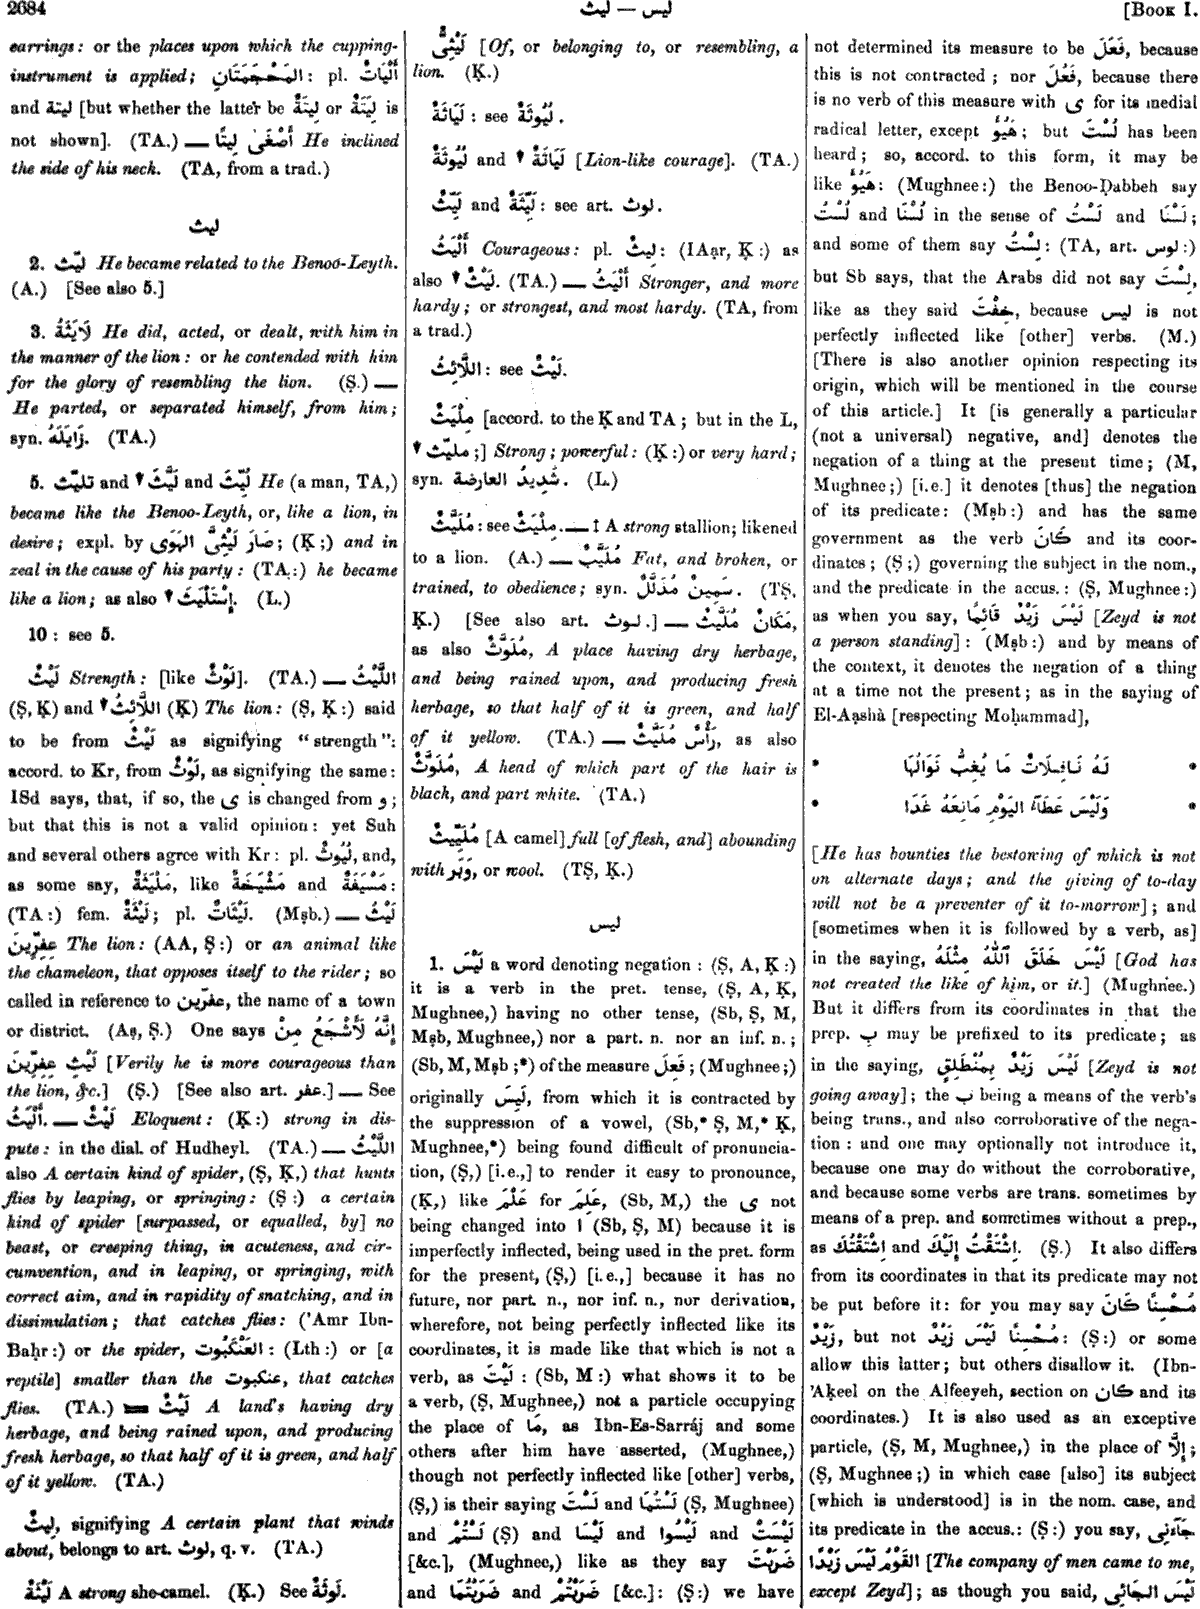 2684
ليس — ليث
[Book I.
earrings: or the places upon which the cupping-
instrument is applied; المَحْجَمَتَانِ: pl. أَلْيَاتٌ
and ليتة [but whether the latter be لِيتَةٌ or لِيَتَةٌ is
not shown]. (TA.) — أَصْغَى لِيتًا He inclined
the side of his neck. (TA, from a trad.)
ليث
2. ليّث He became related to the Benoo-Leyth.
(A.) [See also 5.]
3. لَايَثَهُ He did, acted, or dealt, with him in
the manner of the lion: or he contended with him
for the glory of resembling the lion. (Ṣ.) —
He parted, or separated himself, from him;
syn. زَايَلَهُ. (TA.)
5. تليّث and ▼ لَيَّثَ and لُيِّثَ He (a man, TA,)
became like the Benoo-Leyth, or, like a lion, in
desire; expl. by صَارَ لَيْثِىَّ الهَوَى; (Ḳ;) and in
zeal in the cause of his party: (TA:) he became
like a lion; as also ▼ إِسْتَلْيَثَ. (L.)
10: see 5.
لَيْثٌ Strength: [like لَوْثٌ]. (TA.) — اللَّيْثُ
(Ṣ, Ḳ) and ▼ اللَّائِثُ (Ḳ) The lion: (Ṣ, Ḳ:) said
to be from لَيْثٌ as signifying “strength”:
accord. to Kr, from لَوْثٌ, as signifying the same:
ISd says, that, if so, the ى is changed from و;
but that this is not a valid opinion: yet Suh
and several others agree with Kr: pl. لُيُوثٌ, and,
as some say, مَلْيَثَةٌ, like مَشْيَخَةٌ and مَسْيَفَةٌ:
(TA:) fem. لَيْثَةٌ; pl. لَيْثَاتٌ. (Mṣb.) — لَيْثُ
عِفِرِّينَ The lion: (AA, Ṣ:) or an animal like
the chameleon, that opposes itself to the rider; so
called in reference to عفرّين, the name of a town
or district. (Aṣ, Ṣ.) One says إِنَّهُ لَأَشْجَعُ مِنْ
لَيْثِ عِفِرِّينَ [Verily he is more courageous than
the lion, &c.] (Ṣ.) [See also art. عفر.] — See
أَلْيَثُ. — لَيْثٌ Eloquent: (Ḳ:) strong in dis-
pute: in the dial. of Hudheyl. (TA.) — اللَّيْثُ
also A certain kind of spider, (Ṣ, Ḳ,) that hunts
flies by leaping, or springing: (Ṣ:) a certain
kind of spider [surpassed, or equalled, by] no
beast, or creeping thing, in acuteness, and cir-
cumvention, and in leaping, or springing, with
correct aim, and in rapidity of snatching, and in
dissimulation; that catches flies: ('Amr Ibn-
Baḥr:) or the spider, العَنْكَبُوت: (Lth:) or [a
reptile] smaller than the عنكبوت, that catches
flies. (TA.) ▬ لَيْثٌ A land's having dry
herbage, and being rained upon, and producing
fresh herbage, so that half of it is green, and half
of it yellow. (TA.)
لِيثٌ, signifying A certain plant that winds
about, belongs to art. لوث, q. v. (TA.)
لَيْثَةٌ A strong she-camel. (Ḳ.) See لَوْثَةٌ.
لَيْثِىٌّ [Of, or belonging to, or resembling, a
lion. (Ḳ.)
لَيَاثَةٌ: see لُيُوثَةٌ.
لُيُوثَةٌ and ▼ لَيَاثَةٌ [Lion-like courage]. (TA.)
لَيِّثٌ and لَيِّثَةٌ: see art. لوث.
أَلْيَثُ Courageous: pl. لِيثٌ: (IAạr, Ḳ:) as
also ▼ لَيْثٌ. (TA.) — أَلْيَثُ Stronger, and more
hardy; or strongest, and most hardy. (TA, from
a trad.)
اللَّائِثُ: see لَيْثٌ.
مِلْيَثٌ [accord. to the Ḳ and TA; but in the L,
▼ مليّث;] Strong; powerful: (Ḳ:) or very hard;
syn. شَدِيدُ العارضة. (L.)
مُلَيَّثٌ: see مِلْيَثٌ. — ‡ A strong stallion; likened
to a lion. (A.) — مُلَيَّثٌ Fat, and broken, or
trained, to obedience; syn. سَمِينٌ مُذَلَّلٌ. (TṢ,
Ḳ.) [See also art. لوث.] — مَكَانٌ مُلَيَّثٌ,
as also مُلَوَّثٌ, A place having dry herbage,
and being rained upon, and producing fresh
herbage, so that half of it is green, and half
of it yellow. (TA.) — رَأْسٌ مُلَيَّثٌ, as also
مُلَوَّثٌ, A head of which part of the hair is
black, and part white. (TA.)
مُلَيِّيثٌ [A camel] full [of flesh, and] abounding
with وَبَر, or wool. (TṢ, Ḳ.)
ليس
1. لَيْسَ a word denoting negation: (Ṣ, A, Ḳ:)
it is a verb in the pret. tense, (Ṣ, A, Ḳ,
Mughnee,) having no other tense, (Sb, Ṣ, M,
Mṣb, Mughnee,) nor a part. n. nor an inf. n.;
(Sb, M, Mṣb;*) of the measure فَعِلَ; (Mughnee;)
originally لَيِسَ, from which it is contracted by
the suppression of a vowel, (Sb,* Ṣ, M,* Ḳ,
Mughnee,*) being found difficult of pronuncia-
tion, (Ṣ,) [i.e.,] to render it easy to pronounce,
(Ḳ,) like عَلْمَ for عَلِمَ, (Sb, M,) the ى not
being changed into ا (Sb, Ṣ, M) because it is
imperfectly inflected, being used in the pret. form
for the present, (Ṣ,) [i.e.,] because it has no
future, nor part. n., nor inf. n., nor derivation,
wherefore, not being perfectly inflected like its
coordinates, it is made like that which is not a
verb, as لَيْتَ: (Sb, M:) what shows it to be
a verb, (Ṣ, Mughnee,) not a particle occupying
the place of مَا, as Ibn-Es-Sarráj and some
others after him have asserted, (Mughnee,)
though not perfectly inflected like [other] verbs,
(Ṣ,) is their saying لَسْتَ and لَسْتُمَا (Ṣ, Mughnee)
and لَسْتُمْ (Ṣ) and لَيْسَا and لَيْسُوا and لَيْسَتْ
[&c.], (Mughnee,) like as they say ضَرَبْتَ
and ضَرَبْتُمَا and ضَرَبْتُمْ [&c.]: (Ṣ:) we have
not determined its measure to be فَعَلَ, because
this is not contracted; nor فَعُلَ, because there
is no verb of this measure with ى for its medial
radical letter, except هَيُؤَ; but لُسْتَ has been
heard; so, accord. to this form, it may be
like هَيُؤَ: (Mughnee:) the Benoo-Ḍabbeh say
لُسْتُ and لُسْنَا in the sense of لَسْتُ and لَسْنَا;
and some of them say لِسْتُ: (TA, art. لوس:)
but Sb says, that the Arabs did not say لِسْتَ,
like as they said خِفْتَ, because ليس is not
perfectly inflected like [other] verbs. (M.)
[There is also another opinion respecting its
origin, which will be mentioned in the course
of this article.] It [is generally a particular
(not a universal) negative, and] denotes the
negation of a thing at the present time; (M,
Mughnee;) [i.e.] it denotes [thus] the negation
of its predicate: (Mṣb:) and has the same
government as the verb كَانَ and its coor-
dinates; (Ṣ;) governing the subject in the nom.,
and the predicate in the accus.: (Ṣ, Mughnee:)
as when you say, لَيْسَ زَيْدٌ قَائِمًا [Zeyd is not
a person standing]: (Mṣb:) and by means of
the context, it denotes the negation of a thing
at a time not the present; as in the saying of
El-Aạshà [respecting Moḥammad],
* لَهُ نَافِلَاتٌ مَا يُغِبُّ نَوَالُهَا *
* وَلَيْسَ عَطَآءُ اليَوْمِ مَانِعَهُ غَدَا *
[He has bounties the bestowing of which is not
on alternate days; and the giving of to-day
will not be a preventer of it to-morrow]; and
[sometimes when it is followed by a verb, as]
in the saying, لَيْسَ خَلَقَ ٱللّٰهُ مِثْلَهُ [God has
not created the like of him, or it.] (Mughnee.)
But it differs from its coordinates in that the
prep. ب may be prefixed to its predicate; as
in the saying, لَيْسَ زَيْدٌ بِمُنْطَلِقٍ [Zeyd is not
going away]; the ب being a means of the verb's
being trans., and also corroborative of the nega-
tion: and one may optionally not introduce it,
because one may do without the corroborative,
and because some verbs are trans. sometimes by
means of a prep. and sometimes without a prep.,
as اشْتَقْتُكَ and اشْتَقْتُ إِلَيْكَ. (Ṣ.) It also differs
from its coordinates in that its predicate may not
be put before it: for you may say مُحْسِنًا كَانَ
زَيْدٌ, but not مُحْسِنًا لَيْسَ زَيْدٌ: (Ṣ:) or some
allow this latter; but others disallow it. (Ibn-
'Aḳeel on the Alfeeyeh, section on كان and its
coordinates.) It is also used as an exceptive
particle, (Ṣ, M, Mughnee,) in the place of إِلَّا;
(Ṣ, Mughnee;) in which case [also] its subject
[which is understood] is in the nom. case, and
its predicate in the accus.: (Ṣ:) you say, جَآءَنِى
القَوْمُ لَيْسَ زَيْدًا [The company of men came to me,
except Zeyd]; as though you said, لَيْسَ الجَائِى